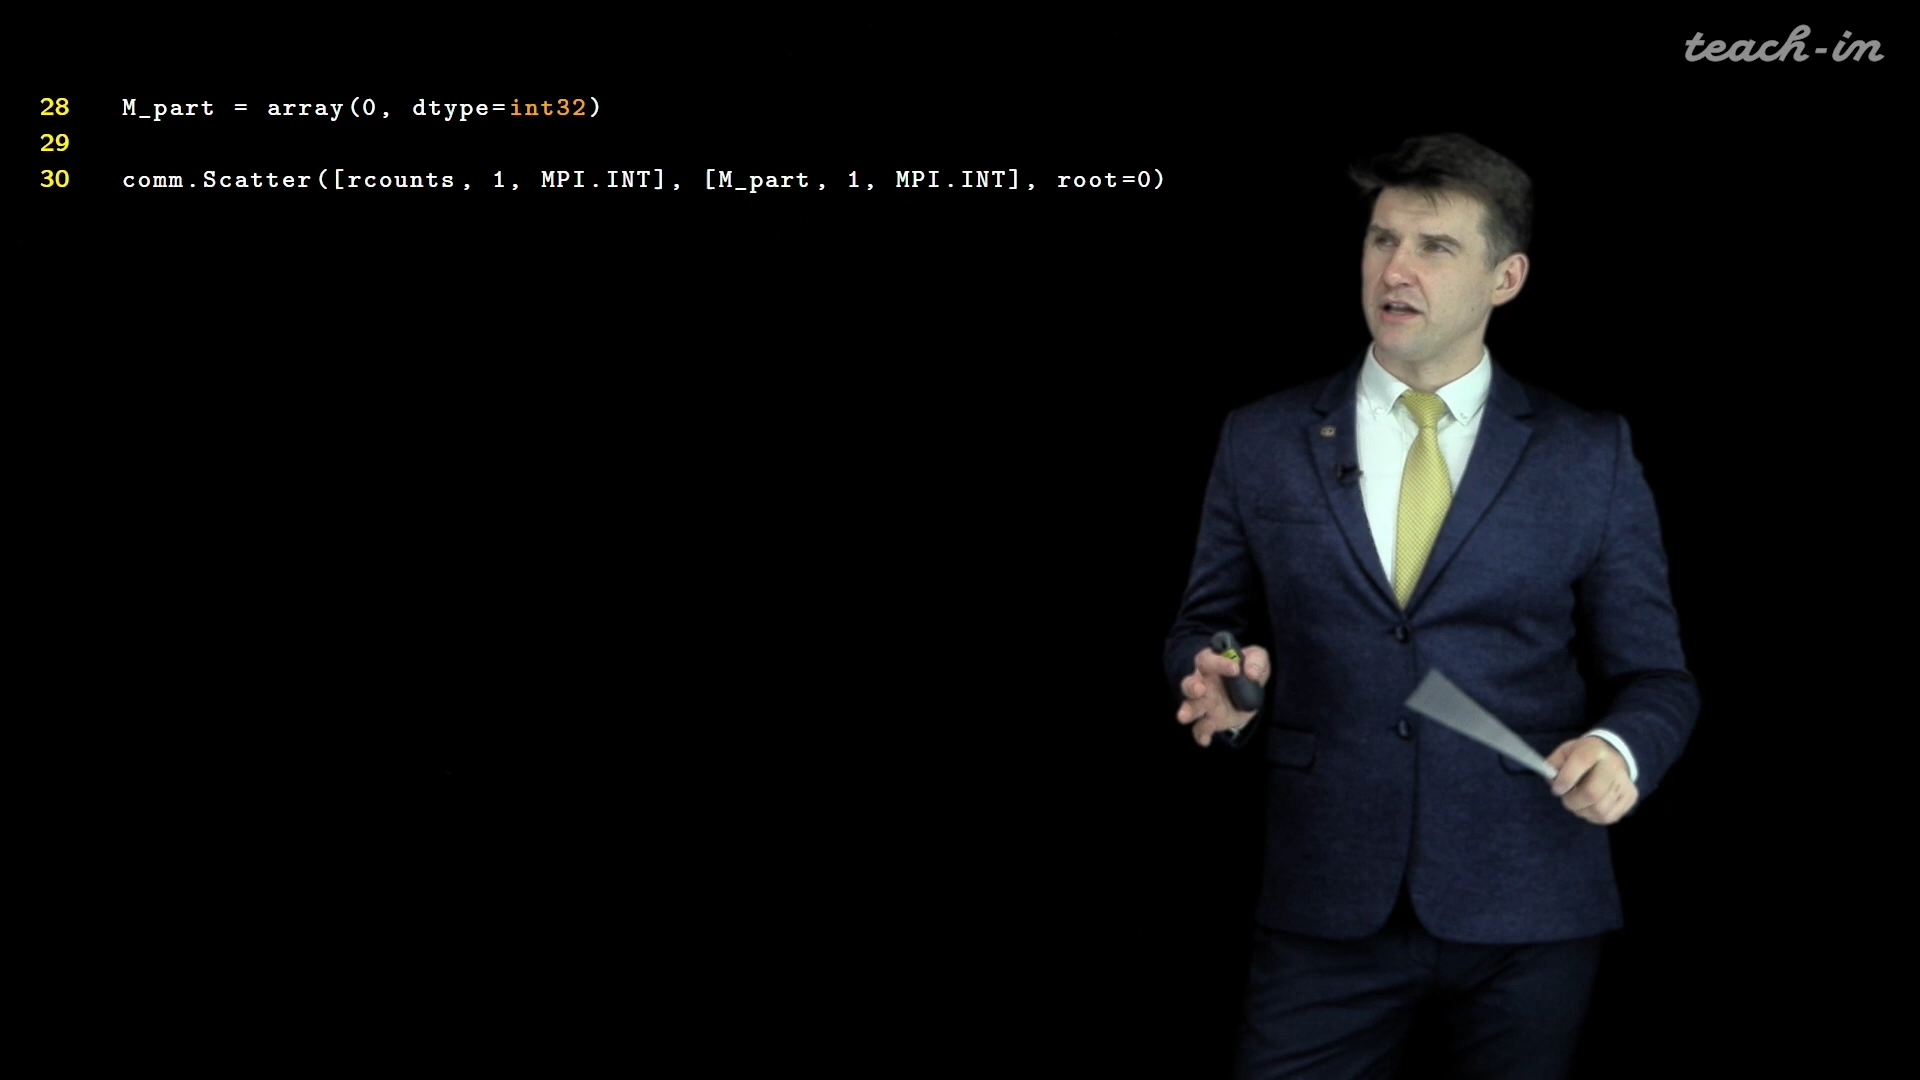 teach-in
28 M_part = array(0, dtype=int32)
29
30 comm.Scatter([rcounts, 1, MPI.INT], [M_part, 1, MPI.INT], root=0)